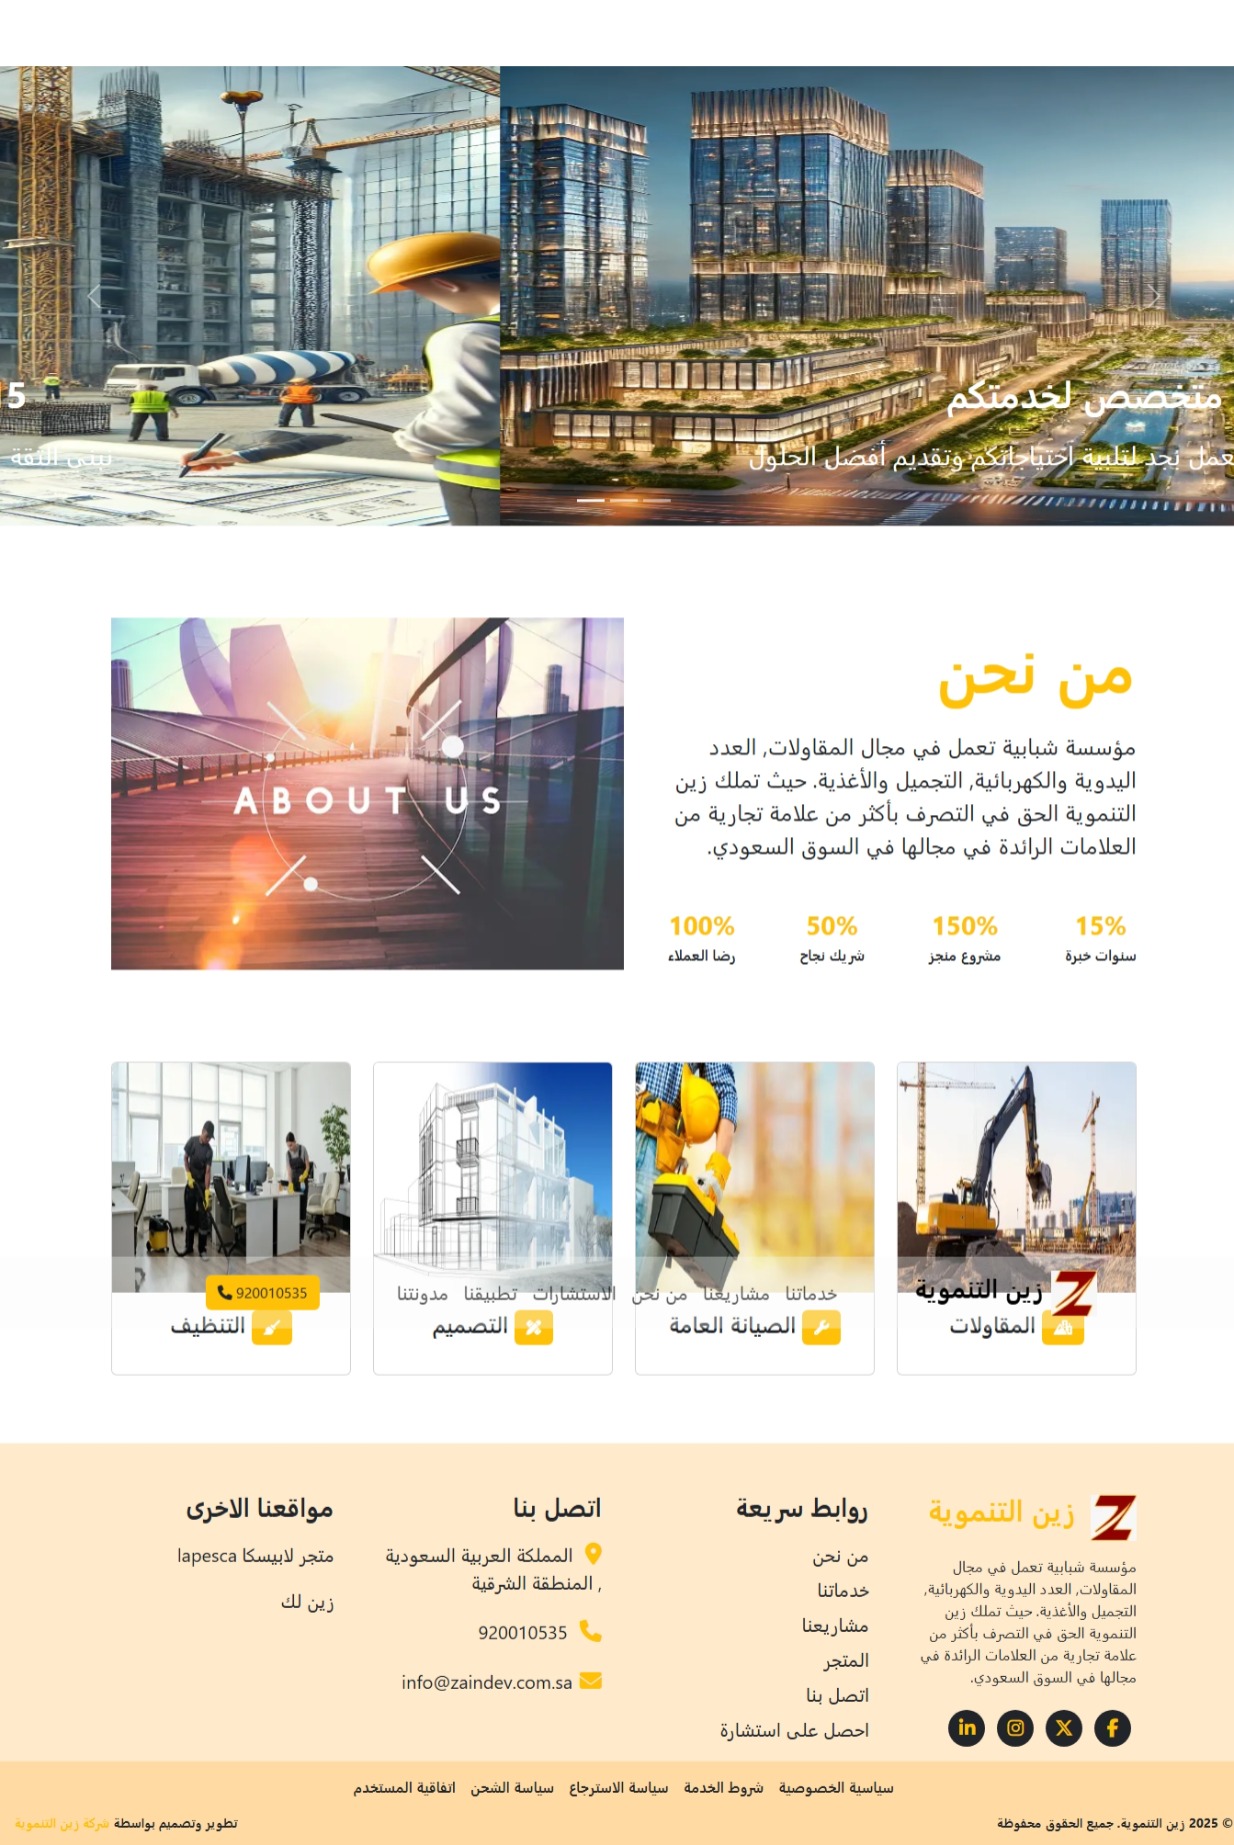 متخصص لخدمتكم
نعمل بجد لتلبية احتياجاتكم وتقديم أفضل الحلول
5
نبني الثقة
من نحن
مؤسسة شبابية تعمل في مجال المقاولات, العدد
اليدوية والكهربائية, التجميل والأغذية. حيث تملك زين
التنموية الحق في التصرف بأكثر من علامة تجارية من
العلامات الرائدة في مجالها في السوق السعودي.
15% 150% 50% 100%
سنوات خبرة مشروع منجز شريك نجاح رضا العملاء
ABOUT US
زين التنموية
خدماتنا مشاريعنا من نحن الاستشارات تطبيقنا مدونتنا
920010535
المقاولات
الصيانة العامة
التصميم
التنظيف
زين التنموية
مؤسسة شبابية تعمل في مجال
المقاولات, العدد اليدوية والكهربائية,
التجميل والأغذية. حيث تملك زين
التنموية الحق في التصرف بأكثر من
علامة تجارية من العلامات الرائدة في
مجالها في السوق السعودي.
روابط سريعة
من نحن
خدماتنا
مشاريعنا
المتجر
اتصل بنا
احصل على استشارة
اتصل بنا
المملكة العربية السعودية
, المنطقة الشرقية
920010535
info@zaindev.com.sa
مواقعنا الاخرى
متجر لابيسكا lapesca
زين لك
سياسية الخصوصية شروط الخدمة سياسة الاسترجاع سياسة الشحن اتفاقية المستخدم
© 2025 زين التنموية. جميع الحقوق محفوظة
تطوير وتصميم بواسطة شركة زين التنموية